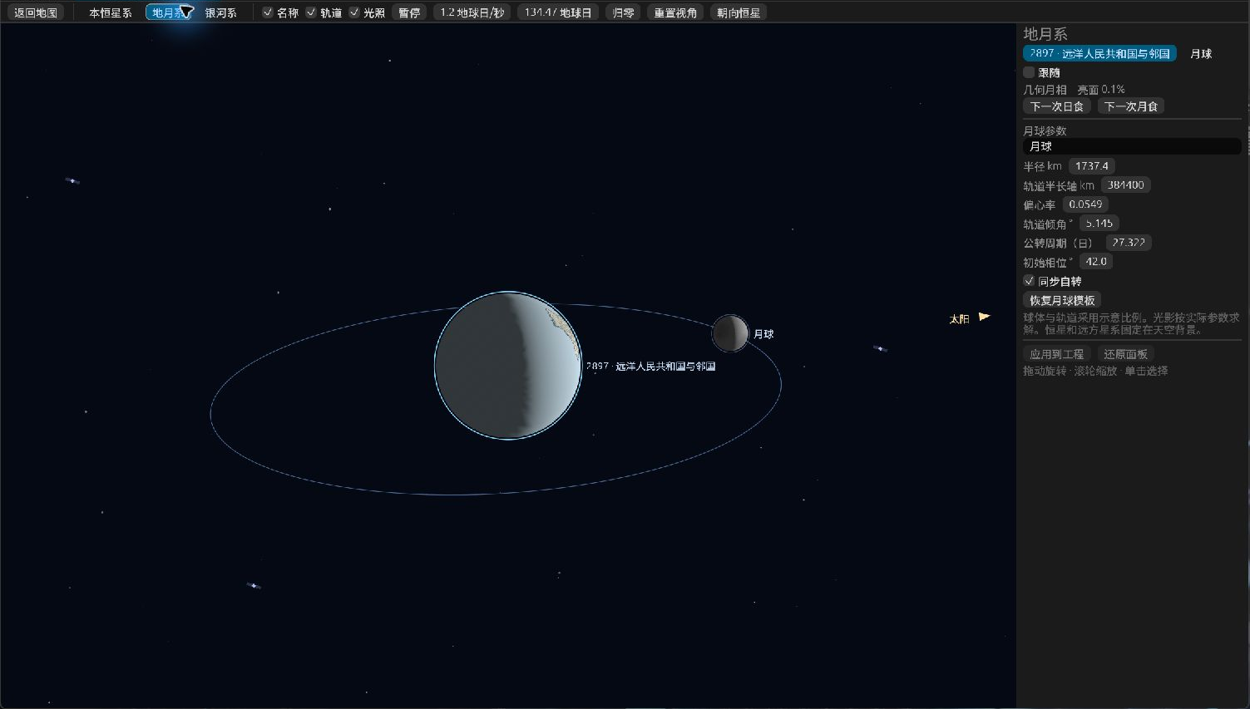 返回地图 本恒星系 地月系 银河系 名称 轨道 光照 暂停 1.2 地球日/秒 134.47 地球日 归零 重置视角 朝向恒星
地月系
2897 · 远洋人民共和国与邻国 月球
跟随
几何月相 亮面 0.1%
下一次日食 下一次月食
月球参数
月球
半径 km 1737.4
轨道半长轴 km 384400
偏心率 0.0549
轨道倾角 ° 5.145
公转周期（日） 27.322
初始相位 ° 42.0
同步自转
恢复月球模板
球体与轨道采用示意比例。光影按实际参数求
解。恒星和远方星系固定在天空背景。
应用到工程 还原面板
拖动旋转 · 滚轮缩放 · 单击选择
太阳
月球
2897 · 远洋人民共和国与邻国